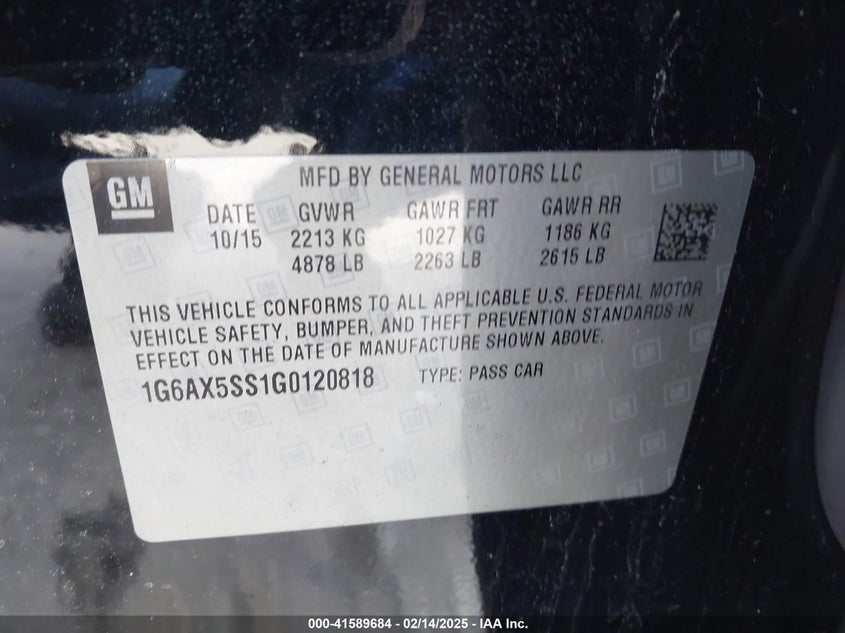 GM
MFD BY GENERAL MOTORS LLC
DATE GVWR GAWR FRT GAWR RR
10/15 2213 KG 1027 KG 1186 KG
4878 LB 2263 LB 2615 LB
THIS VEHICLE CONFORMS TO ALL APPLICABLE U.S. FEDERAL MOTOR
VEHICLE SAFETY, BUMPER, AND THEFT PREVENTION STANDARDS IN
EFFECT ON THE DATE OF MANUFACTURE SHOWN ABOVE.
1G6AX5SS1G0120818 TYPE: PASS CAR
000-41589684 - 02/14/2025 - IAA Inc.